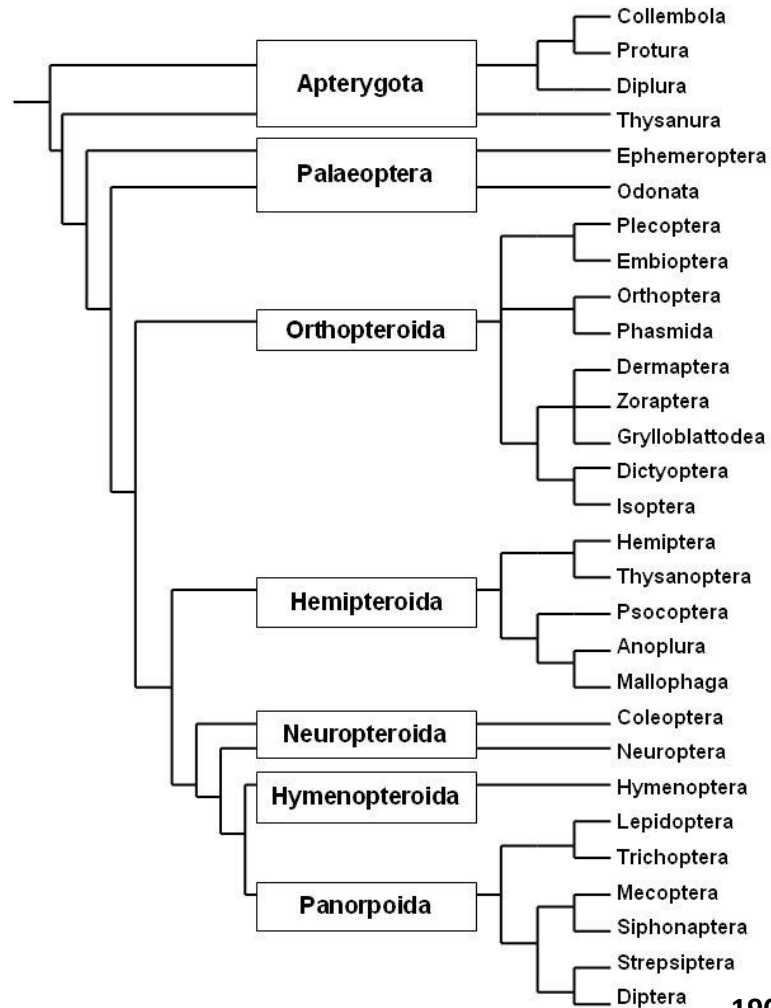 Collembola
Protura
Apterygota
Diplura
Thysanura
Ephemeroptera
Palaeoptera
Odonata
Plecoptera
Embioptera
Orthoptera
Orthopteroida
Phasmida
Dermaptera
Zoraptera
Grylloblattodea
Dictyoptera
Isoptera
Hemiptera
Thysanoptera
Hemipteroida
Psocoptera
Anoplura
Mallophaga
Coleoptera
Neuropteroida
Neuroptera
Hymenoptera
Hymenopteroida
Lepidoptera
Trichoptera
Mecoptera
Panorpoida
Siphonaptera
Strepsiptera
Diptera